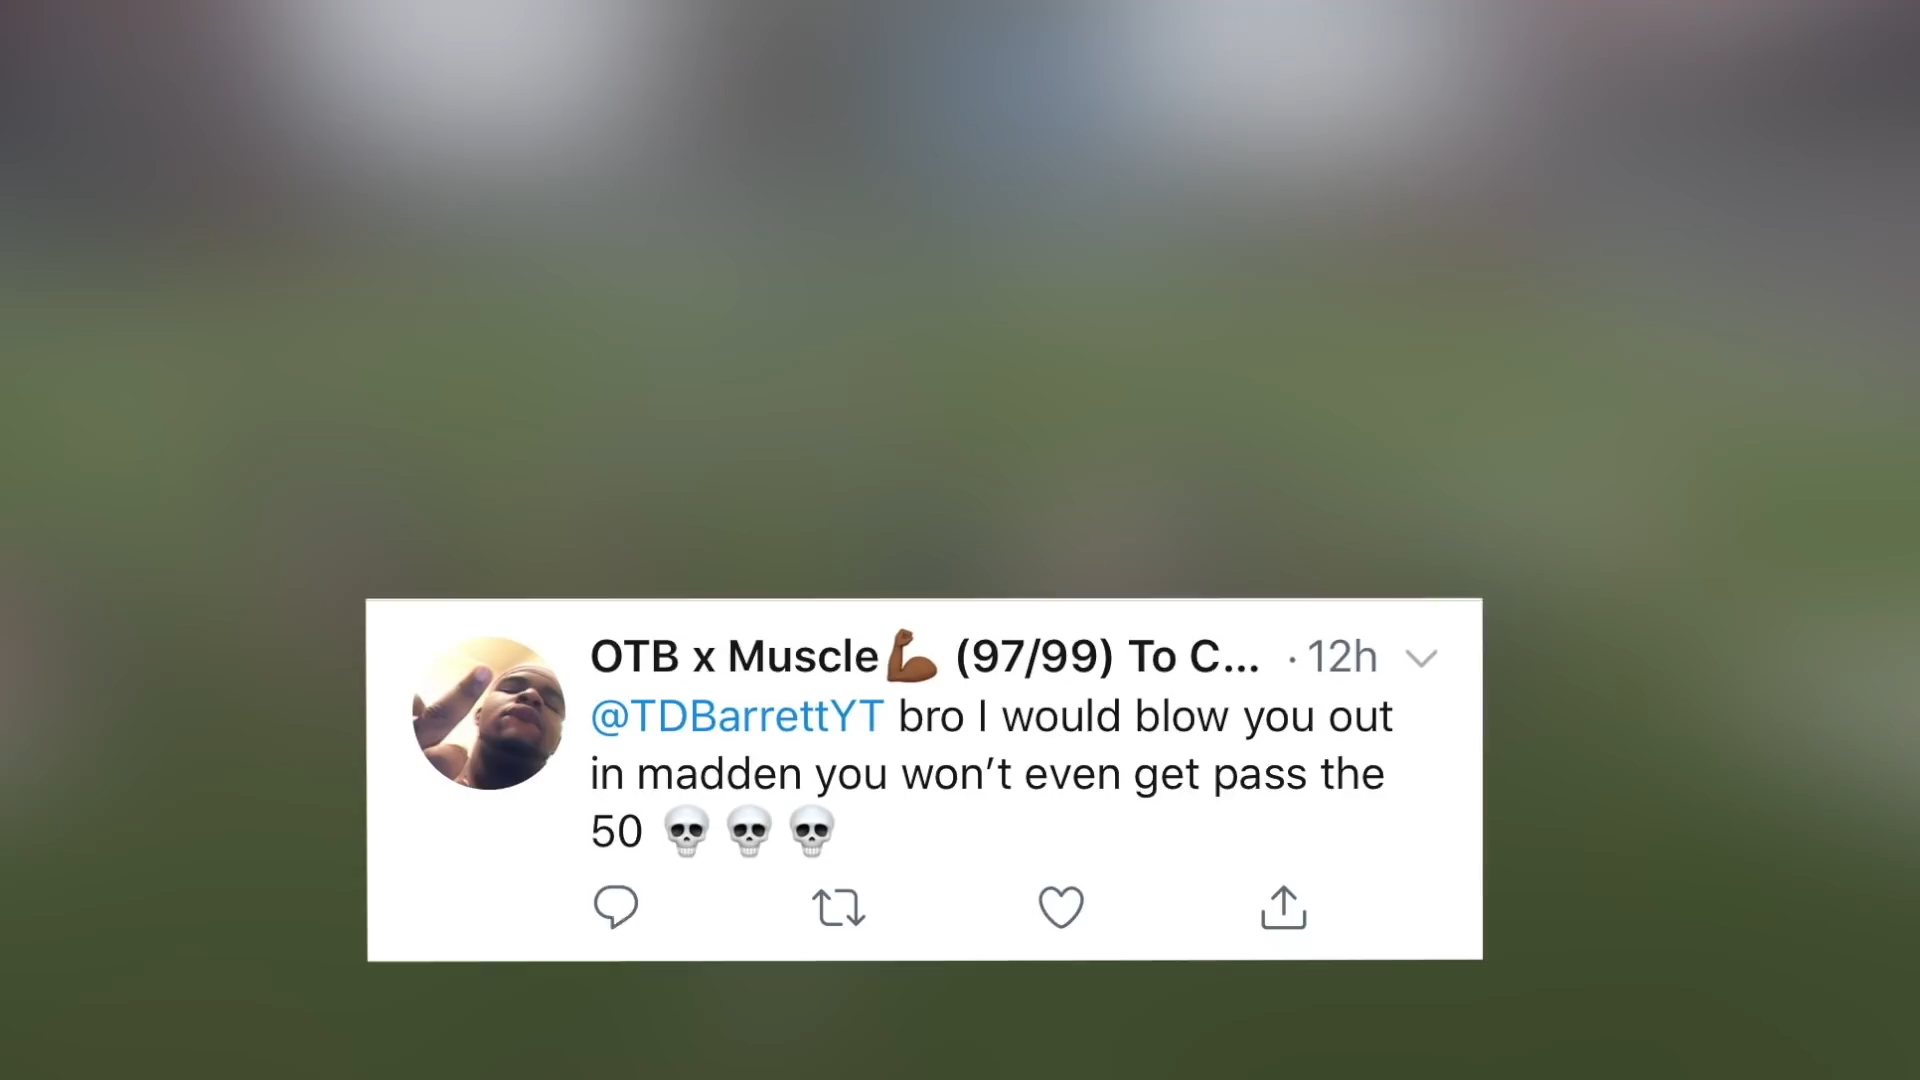 OTB x Muscle💪🏾 (97/99) To C... · 12h
@TDBarrettYT bro I would blow you out
in madden you won’t even get pass the
50 💀 💀 💀